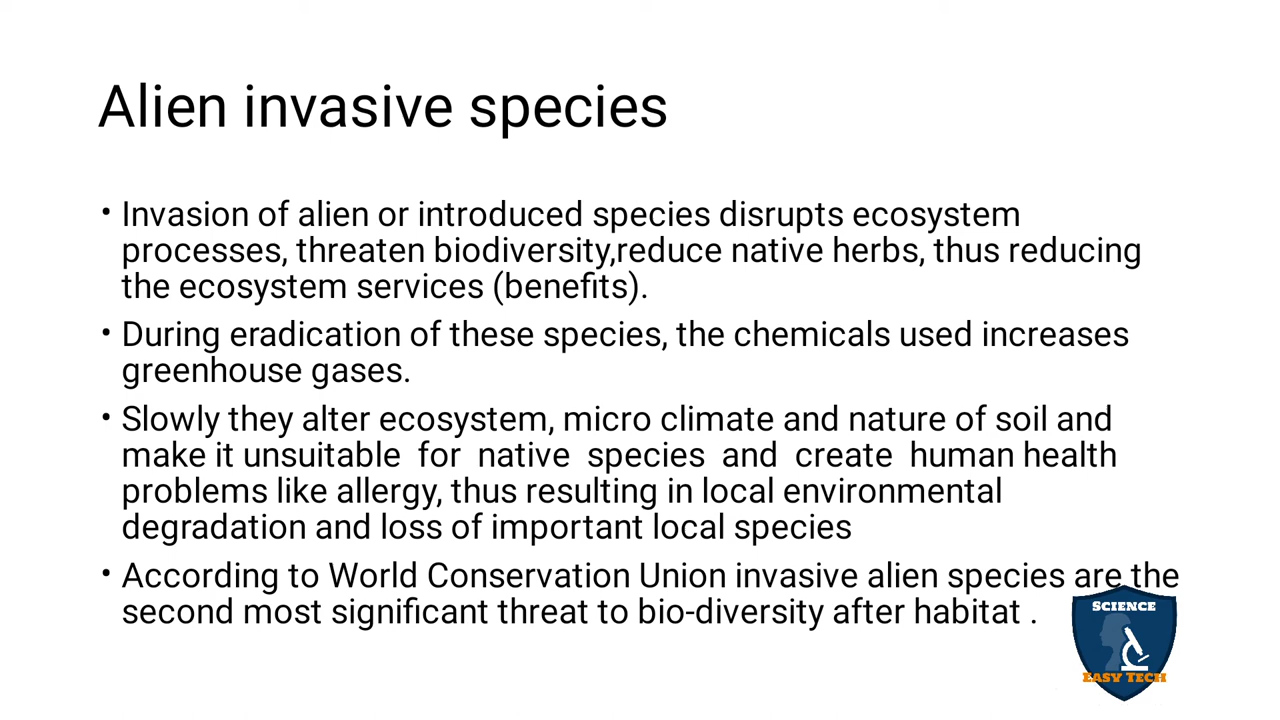 Alien invasive species
• Invasion of alien or introduced species disrupts ecosystem
processes, threaten biodiversity,reduce native herbs, thus reducing
the ecosystem services (benefits).
• During eradication of these species, the chemicals used increases
greenhouse gases.
• Slowly they alter ecosystem, micro climate and nature of soil and
make it unsuitable for native species and create human health
problems like allergy, thus resulting in local environmental
degradation and loss of important local species
• According to World Conservation Union invasive alien species are the
second most significant threat to bio-diversity after habitat .
SCIENCE
EASY TECH